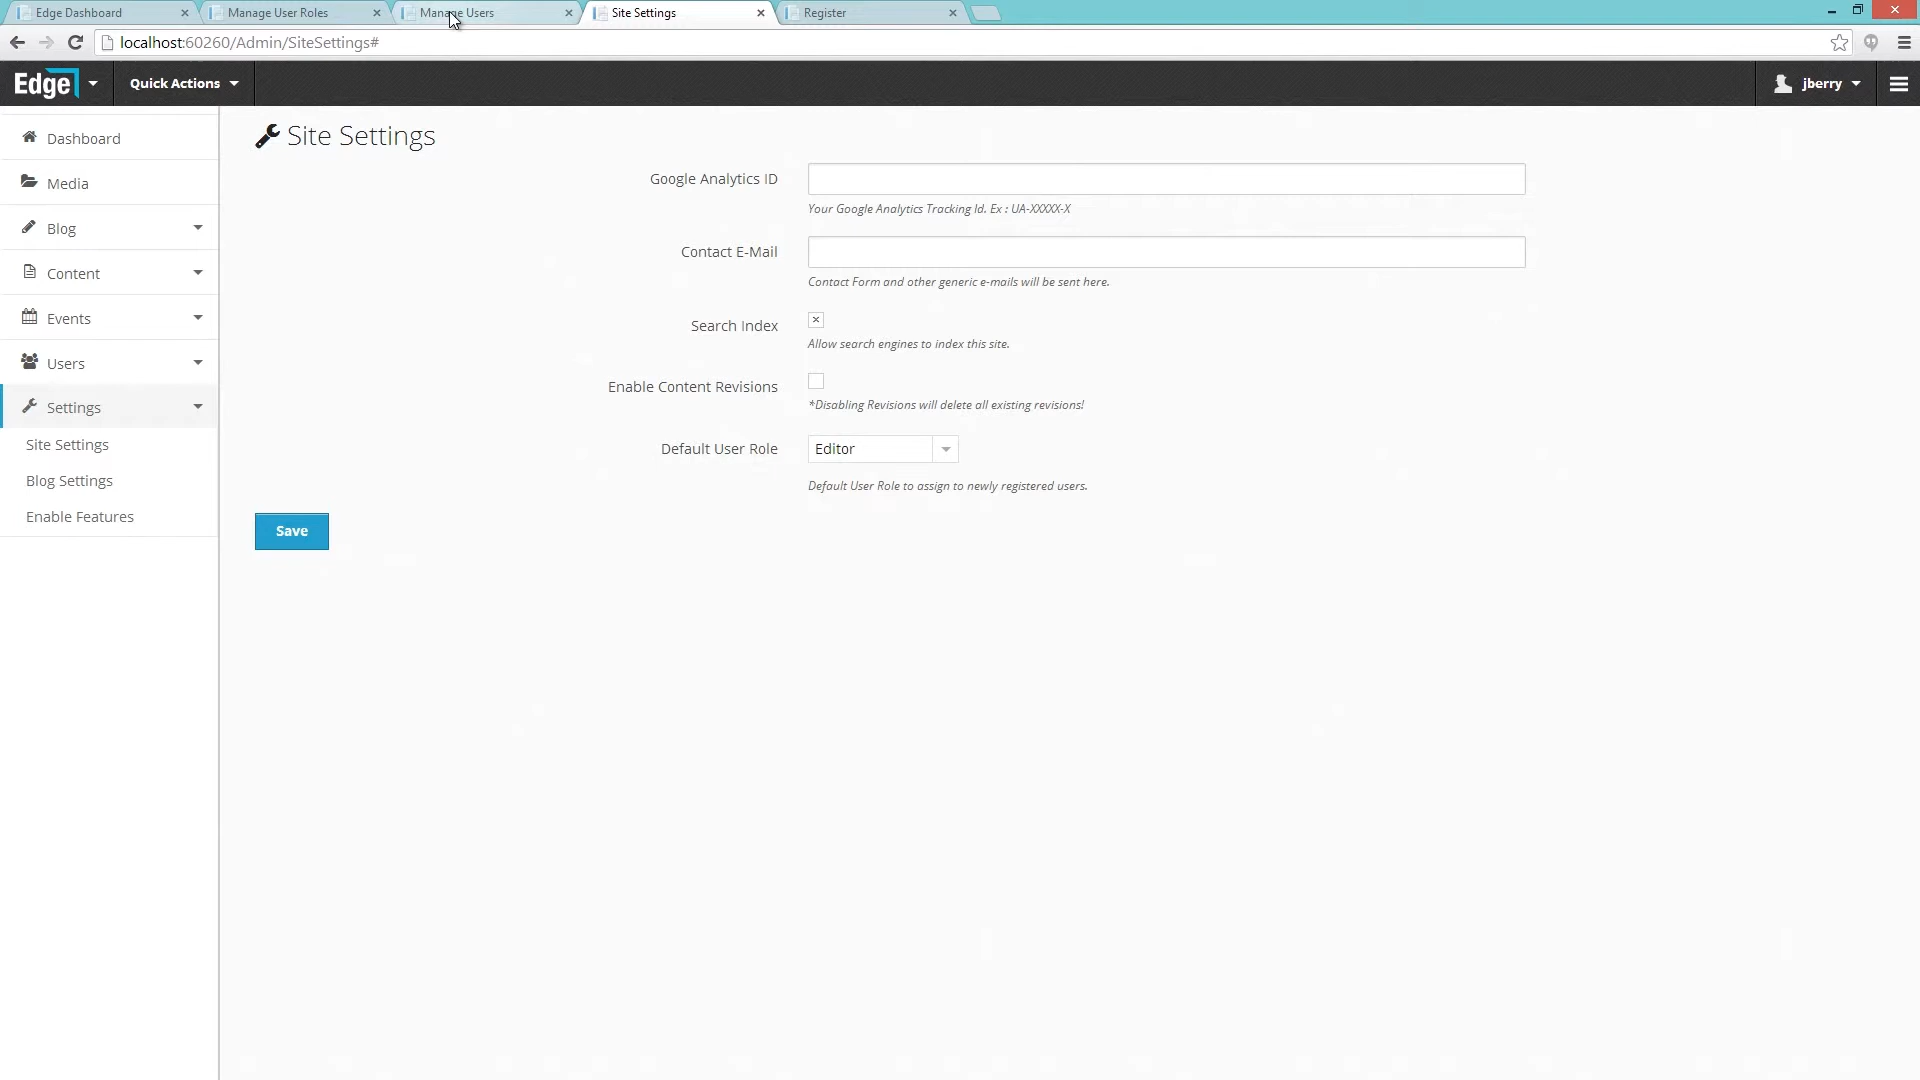 Edge Dashboard
Manage User Roles
Manage Users
Site Settings
Register
localhost:60260/Admin/SiteSettings#
Edge
Quick Actions
jberry
Dashboard
Media
Blog
Content
Events
Users
Settings
Site Settings
Blog Settings
Enable Features
Site Settings
Google Analytics ID
Your Google Analytics Tracking Id. Ex : UA-XXXXX-X
Contact E-Mail
Contact Form and other generic e-mails will be sent here.
Search Index
Allow search engines to index this site.
Enable Content Revisions
*Disabling Revisions will delete all existing revisions!
Default User Role
Editor
Default User Role to assign to newly registered users.
Save